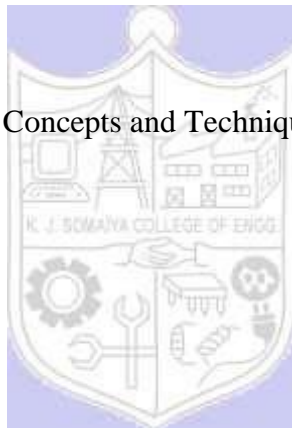 Concepts and Techniqu
K. J. SOMAIYA COLLEGE OF ENGG.